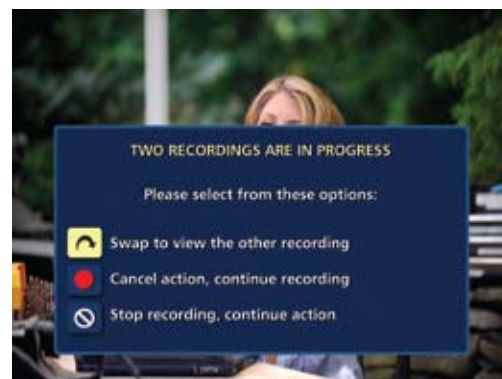 TWO RECORDINGS ARE IN PROGRESS
Please select from these options:
Swap to view the other recording
Cancel action, continue recording
Stop recording, continue action